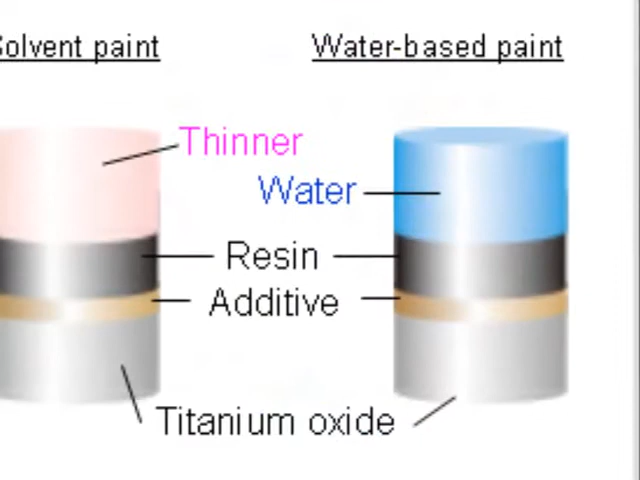 Solvent paint
Water-based paint
Thinner
Water
Resin
Additive
Titanium oxide